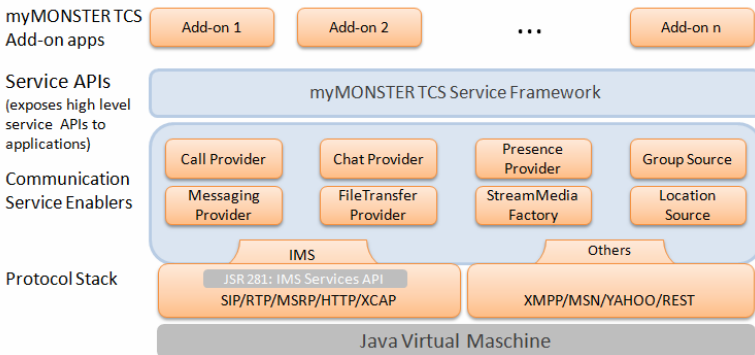 myMONSTER TCS
Add-on apps
Add-on 1
Add-on 2
...
Add-on n
Service APIs
(exposes high level
service APIs to
applications)
myMONSTER TCS Service Framework
Communication
Service Enablers
Call Provider
Chat Provider
Presence
Provider
Group Source
Messaging
Provider
FileTransfer
Provider
StreamMedia
Factory
Location
Source
IMS
Others
Protocol Stack
JSR 281: IMS Services API
SIP/RTP/MSRP/HTTP/XCAP
XMPP/MSN/YAHOO/REST
Java Virtual Maschine